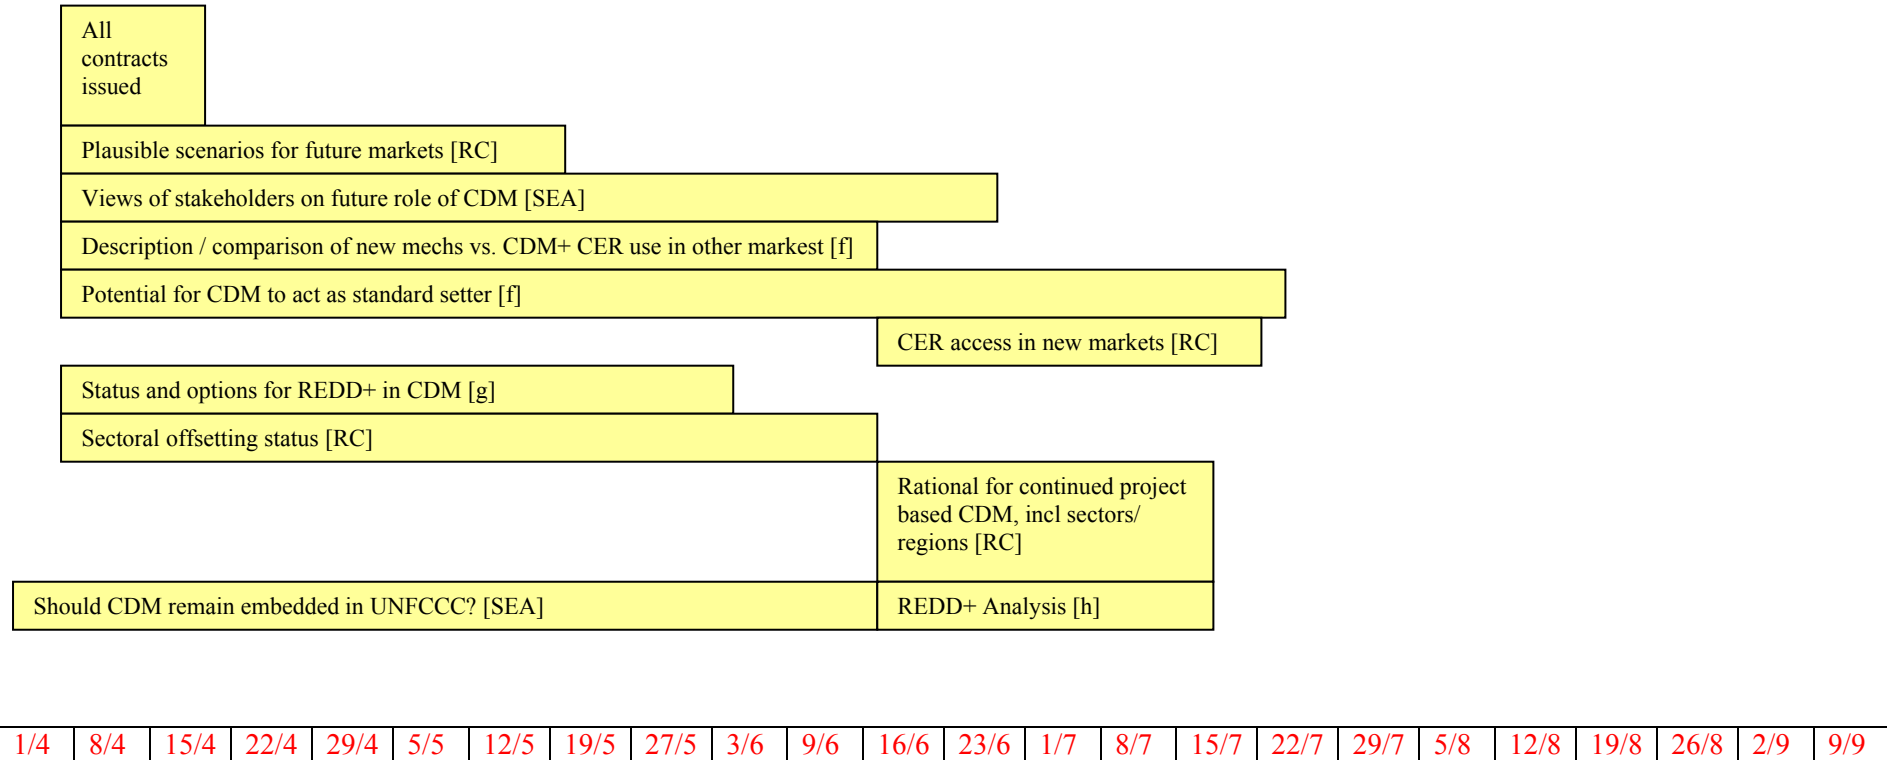 All
contracts
issued
Plausible scenarios for future markets [RC]
Views of stakeholders on future role of CDM [SEA]
Description / comparison of new mechs vs. CDM+ CER use in other markest [f]
Potential for CDM to act as standard setter [f]
CER access in new markets [RC]
Status and options for REDD+ in CDM [g]
Sectoral offsetting status [RC]
Rational for continued project
based CDM, incl sectors/
regions [RC]
Should CDM remain embedded in UNFCCC? [SEA]
REDD+ Analysis [h]
1/4 8/4 15/4 22/4 29/4 5/5 12/5 19/5 27/5 3/6 9/6 16/6 23/6 1/7 8/7 15/7 22/7 29/7 5/8 12/8 19/8 26/8 2/9 9/9